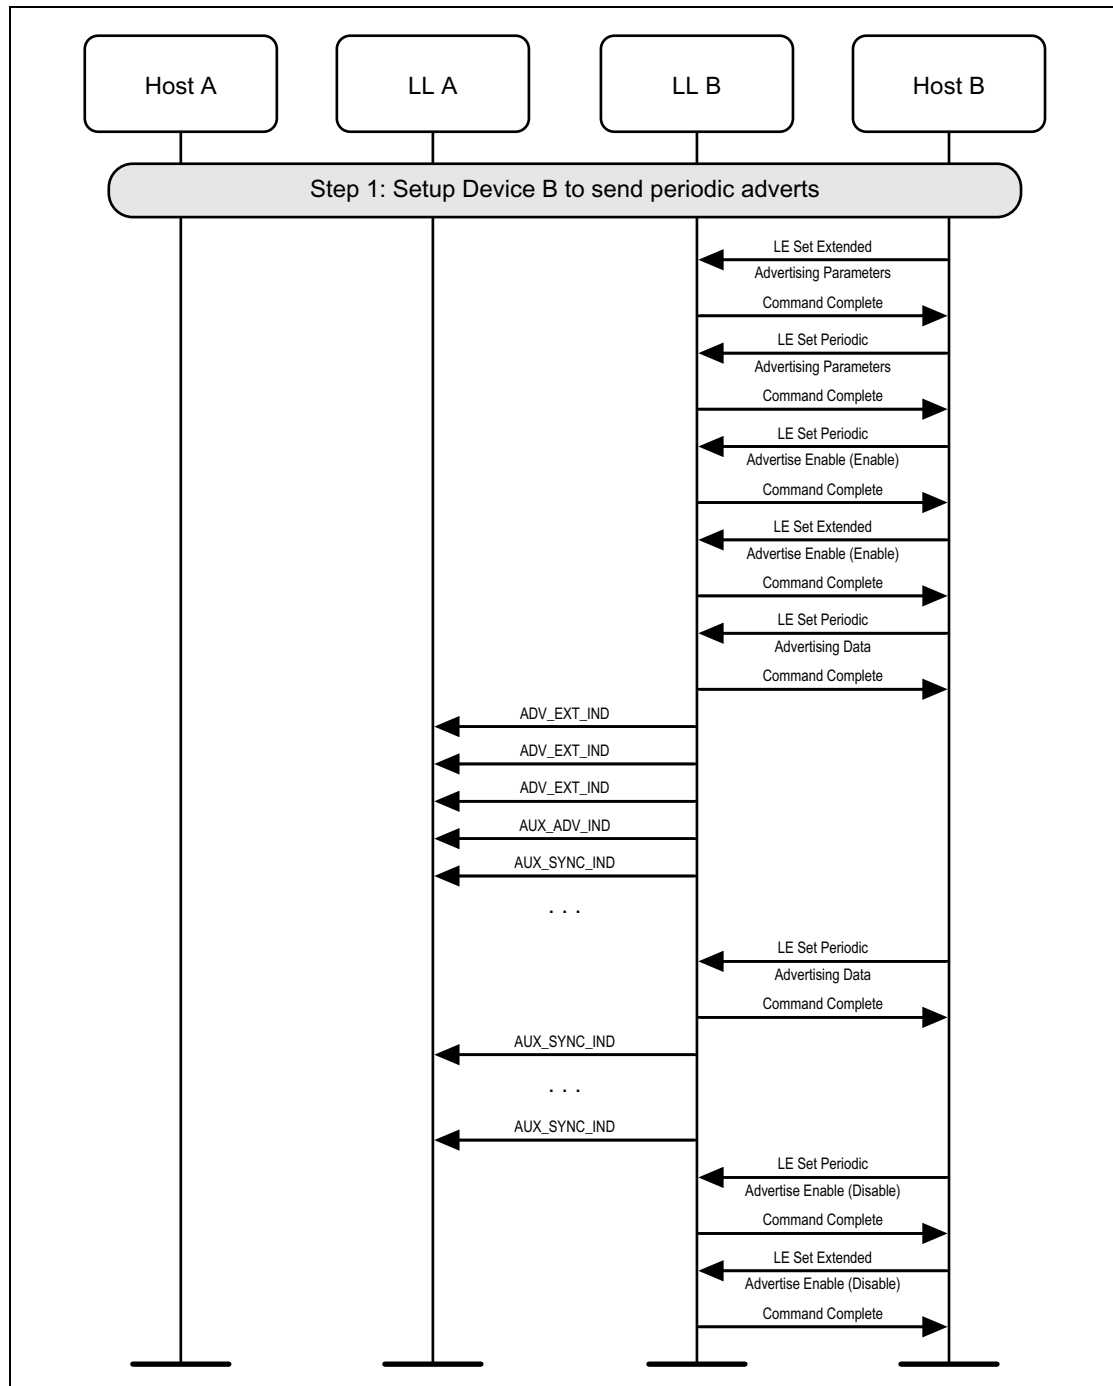 Host A
LL A
LL B
Host B
Step 1: Setup Device B to send periodic adverts
LE Set Extended
Advertising Parameters
Command Complete
LE Set Periodic
Advertising Parameters
Command Complete
LE Set Periodic
Advertise Enable (Enable)
Command Complete
LE Set Extended
Advertise Enable (Enable)
Command Complete
LE Set Periodic
Advertising Data
Command Complete
ADV_EXT_IND
ADV_EXT_IND
ADV_EXT_IND
AUX_ADV_IND
AUX_SYNC_IND
. . .
LE Set Periodic
Advertising Data
Command Complete
AUX_SYNC_IND
. . .
AUX_SYNC_IND
LE Set Periodic
Advertise Enable (Disable)
Command Complete
LE Set Extended
Advertise Enable (Disable)
Command Complete